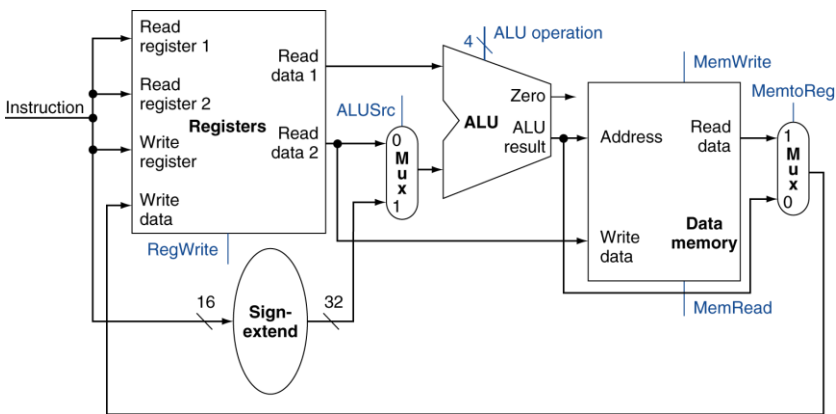 Instruction
Read
register 1
Read
register 2
Write
register
Write
data
Registers
Read
data 1
Read
data 2
RegWrite
16
Sign-
extend
32
ALUSrc
0
M
u
x
1
4
ALU operation
ALU
Zero
ALU
result
MemWrite
Address
Read
data
Write
data
Data
memory
MemRead
MemtoReg
1
M
u
x
0